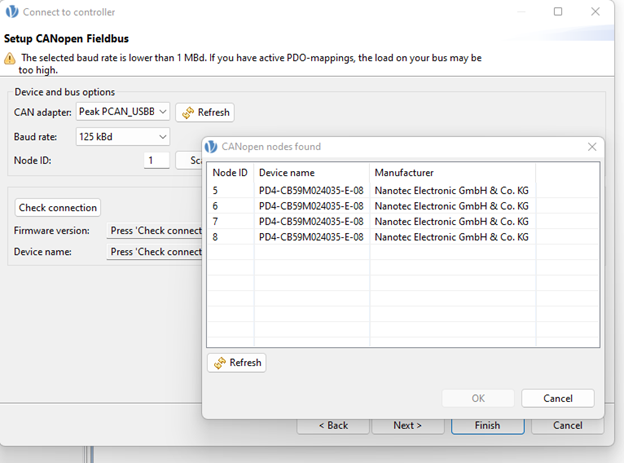 Connect to controller
Setup CANopen Fieldbus
The selected baud rate is lower than 1 MBd. If you have active PDO-mappings, the load on your bus may
too high.
Device and bus options
CAN adapter: Peak PCAN_USBB Refresh
Baud rate: 125 kBd
Node ID: 1 Sca
Check connection
Firmware version: Press 'Check connect
Device name: Press 'Check connect
CANopen nodes found
Node ID Device name Manufacturer
5 PD4-CB59M024035-E-08 Nanotec Electronic GmbH & Co. KG
6 PD4-CB59M024035-E-08 Nanotec Electronic GmbH & Co. KG
7 PD4-CB59M024035-E-08 Nanotec Electronic GmbH & Co. KG
8 PD4-CB59M024035-E-08 Nanotec Electronic GmbH & Co. KG
Refresh
OK Cancel
< Back Next > Finish Cancel